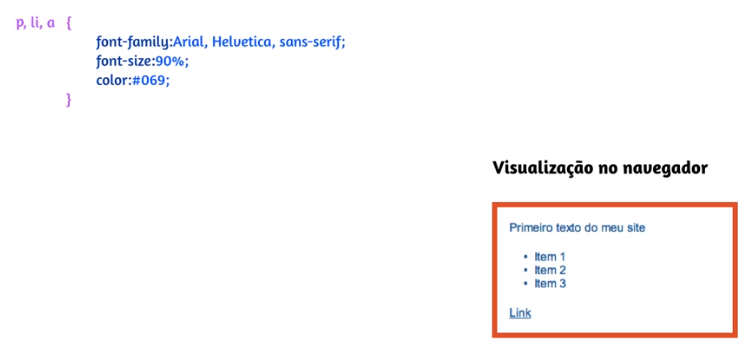 p, li, a {
font-family:Arial, Helvetica, sans-serif;
font-size:90%;
color:#069;
}
Visualização no navegador
Primeiro texto do meu site
• Item 1
• Item 2
• Item 3
Link